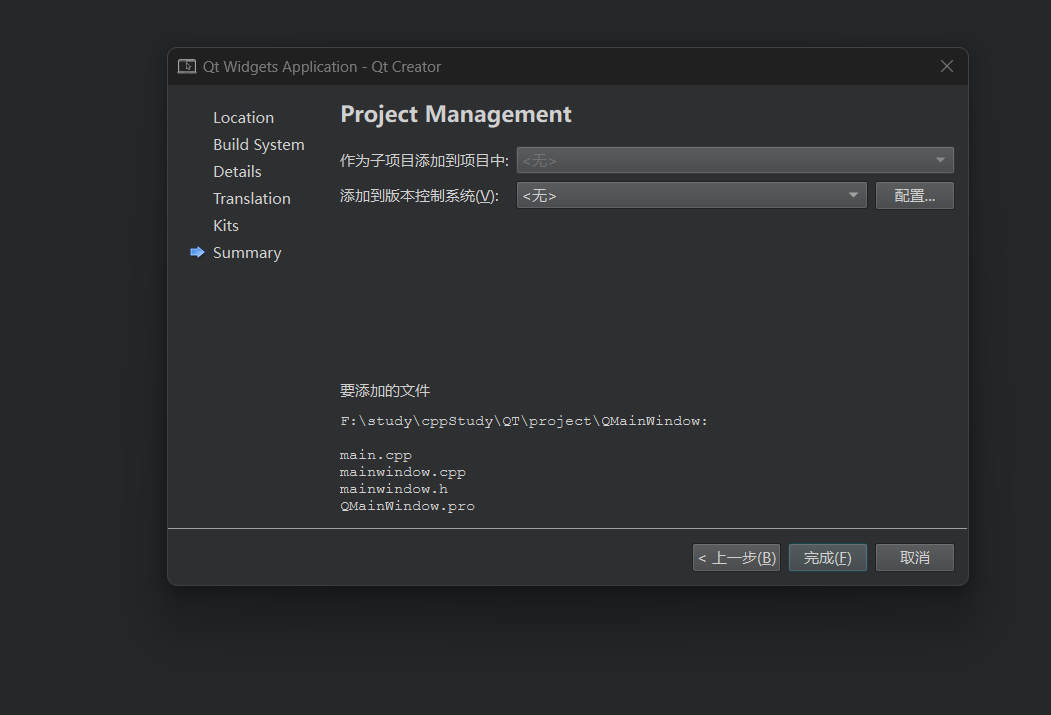 Qt Widgets Application - Qt Creator
Location
Build System
Details
Translation
Kits
Summary
Project Management
作为子项目添加到项目中: <无>
添加到版本控制系统(V): <无> 配置...
要添加的文件
F:\study\cppStudy\QT\project\QMainWindow:
main.cpp
mainwindow.cpp
mainwindow.h
QMainWindow.pro
< 上一步(B) 完成(F) 取消